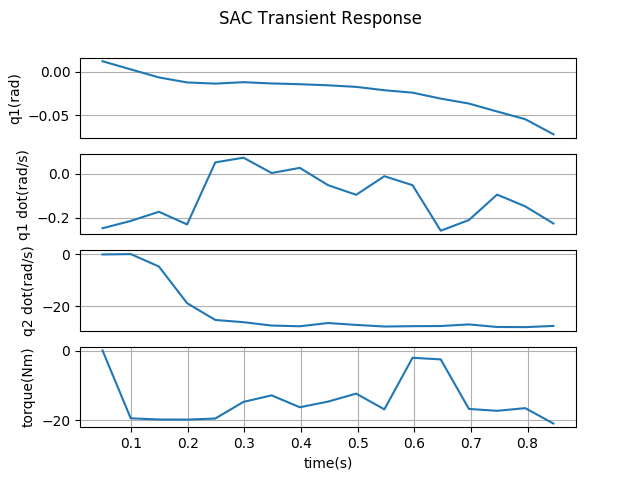 SAC Transient Response
q1(rad)
0.00
−0.05
q1 dot(rad/s)
0.0
−0.2
q2 dot(rad/s)
0
−20
torque(Nm)
0
−20
0.1 0.2 0.3 0.4 0.5 0.6 0.7 0.8
time(s)